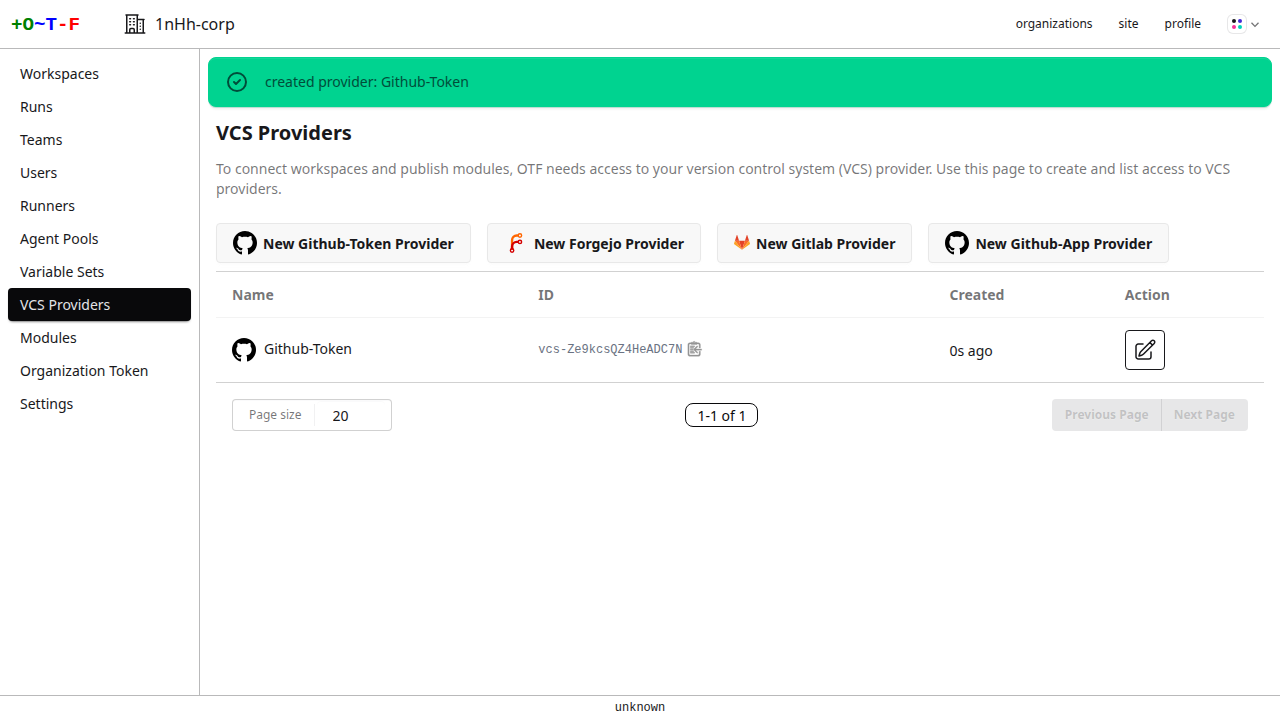 +O~T-F
1nHh-corp
organizations
site
profile
Workspaces
Runs
Teams
Users
Runners
Agent Pools
Variable Sets
VCS Providers
Modules
Organization Token
Settings
created provider: Github-Token
VCS Providers
To connect workspaces and publish modules, OTF needs access to your version control system (VCS) provider. Use this page to create and list access to VCS
providers.
New Github-Token Provider
New Forgejo Provider
New Gitlab Provider
New Github-App Provider
Name
ID
Created
Action
Github-Token
vcs-Ze9kcsQZ4HeADC7N
0s ago
Page size
20
1-1 of 1
Previous Page
Next Page
unknown